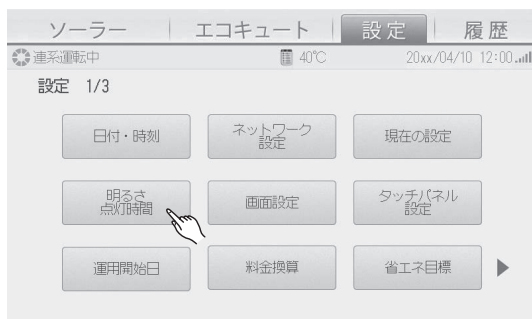 ソーラー エコキュート 設定 履歴
連系運転中 40℃ 20xx/04/10 12:00
設定 1/3
日付・時刻 ネットワーク設定 現在の設定
明るさ点灯時間 画面設定 タッチパネル設定
運用開始日 料金換算 省エネ目標